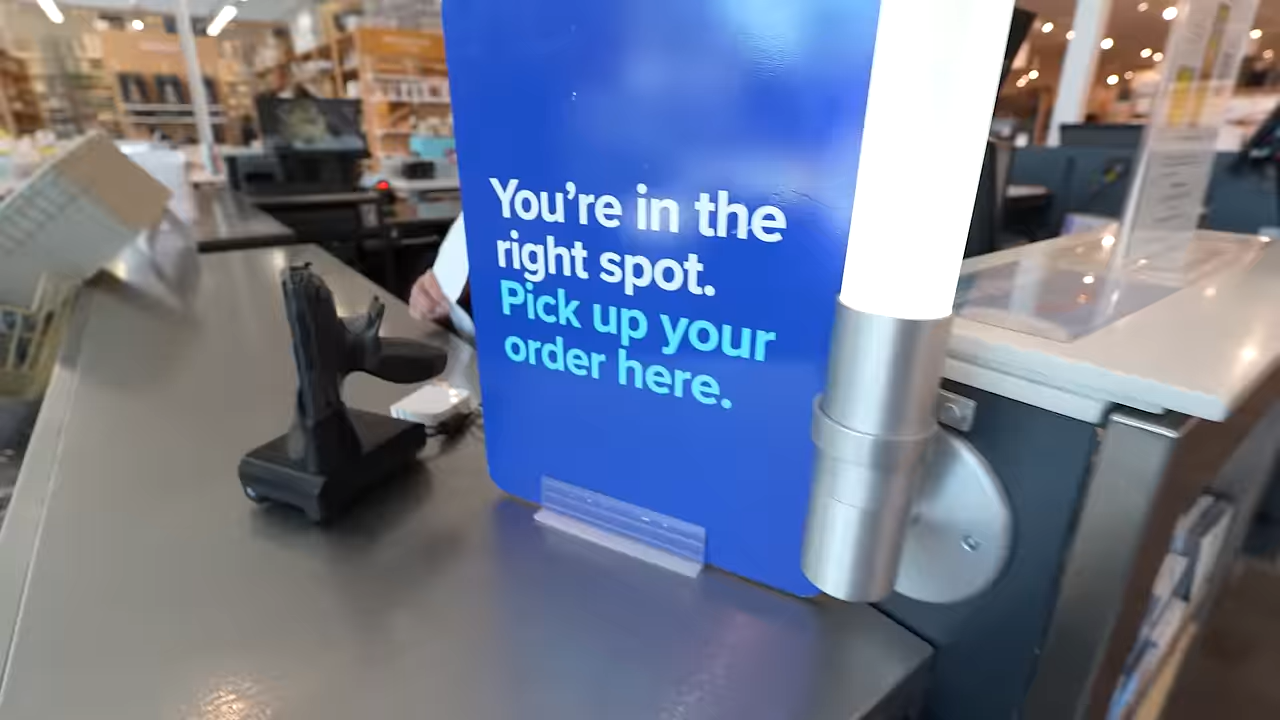 You’re in the
right spot.
Pick up your
order here.